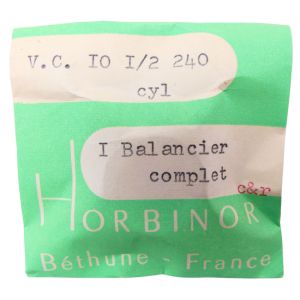 V.C. IO I/2 240
cyl
I Balancier
complet
c&r
HORBINOR
Béthune - France